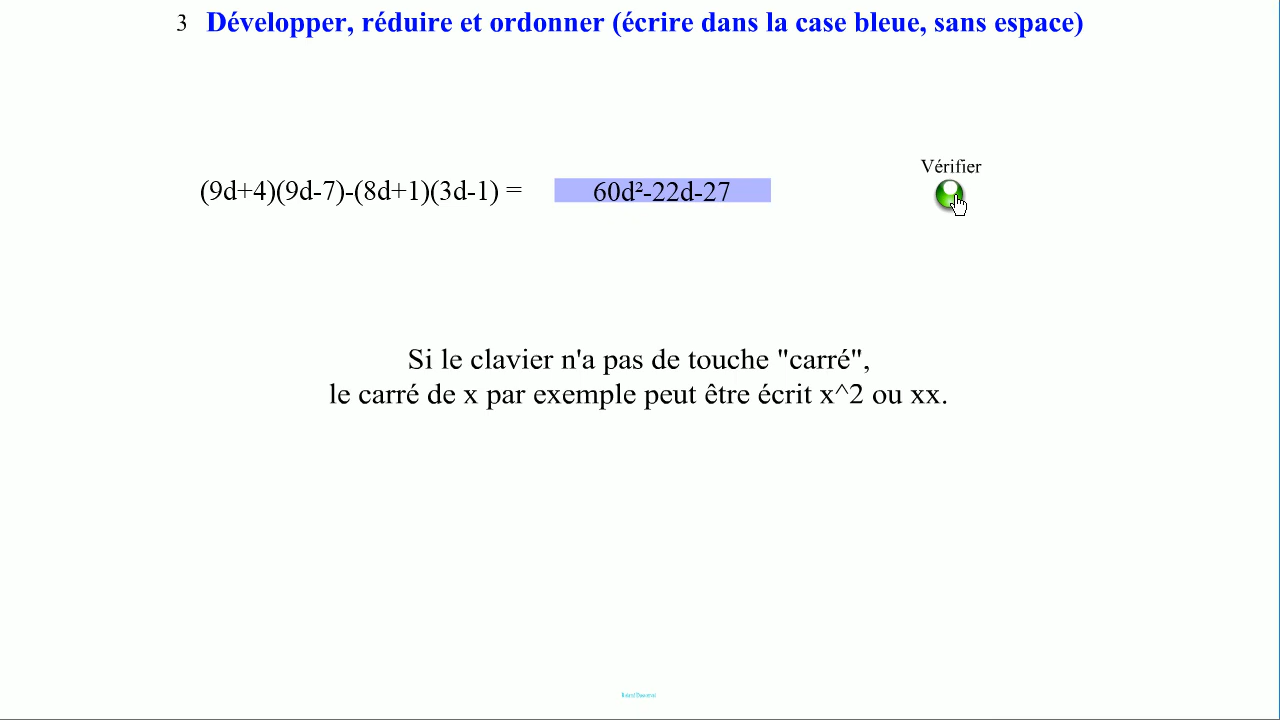 3 Développer, réduire et ordonner (écrire dans la case bleue, sans espace)
Vérifier
(9d+4)(9d-7)-(8d+1)(3d-1) = 60d²-22d-27
Si le clavier n'a pas de touche "carré",
le carré de x par exemple peut être écrit x^2 ou xx.